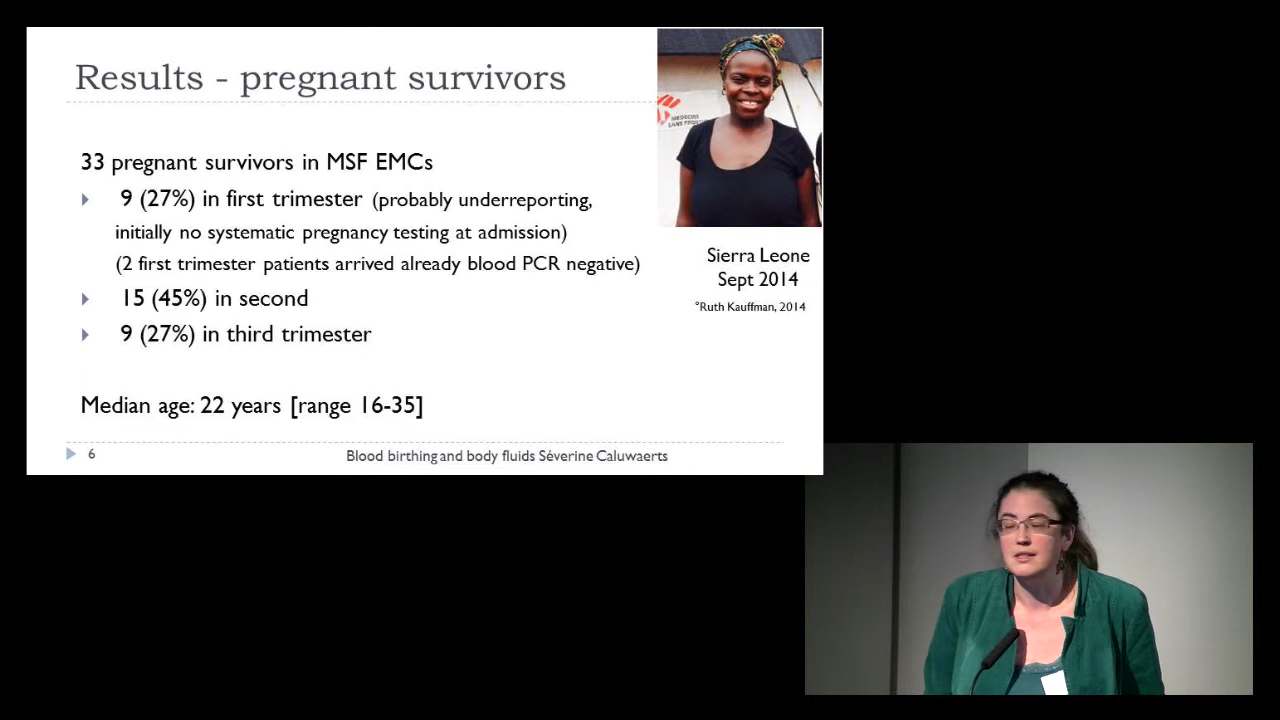 Results - pregnant survivors
MEDECINS
SANS FRONT
33 pregnant survivors in MSF EMCs
9 (27%) in first trimester (probably underreporting,
initially no systematic pregnancy testing at admission)
(2 first trimester patients arrived already blood PCR negative)
15 (45%) in second
9 (27%) in third trimester
Median age: 22 years [range 16-35]
Sierra Leone
Sept 2014
°Ruth Kauffman, 2014
6
Blood birthing and body fluids Séverine Caluwaerts